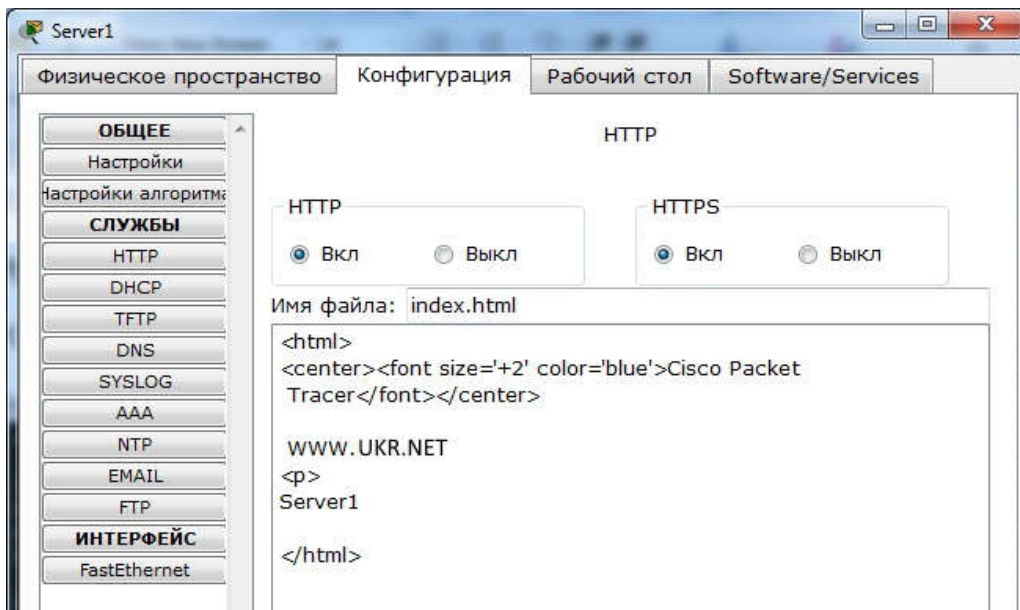 Server1
Физическое пространство Конфигурация Рабочий стол Software/Services
ОБЩЕЕ
Настройки
Настройки алгоритма
СЛУЖБЫ
HTTP
DHCP
TFTP
DNS
SYSLOG
AAA
NTP
EMAIL
FTP
ИНТЕРФЕЙС
FastEthernet
HTTP
HTTP
Вкл Выкл
HTTPS
Вкл Выкл
Имя файла: index.html
<html>
<center><font size='+2' color='blue'>Cisco Packet
Tracer</font></center>
WWW.UKR.NET
<p>
Server1
</html>